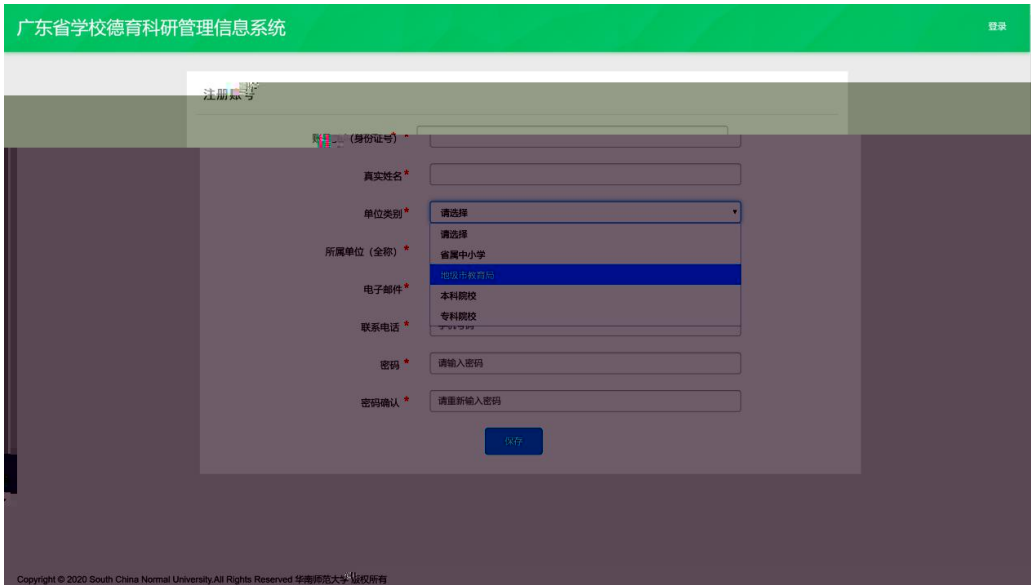 广东省学校德育科研管理信息系统
登录
注册账号
（身份证号） *
真实姓名 *
单位类别 *
请选择
请选择
省属中小学
地级市教育局
本科院校
专科院校
所属单位（全称） *
电子邮件 *
联系电话 *
密码 *
请输入密码
密码确认 *
请重新输入密码
保存
Copyright © 2020 South China Normal University.All Rights Reserved 华南师范大学 版权所有